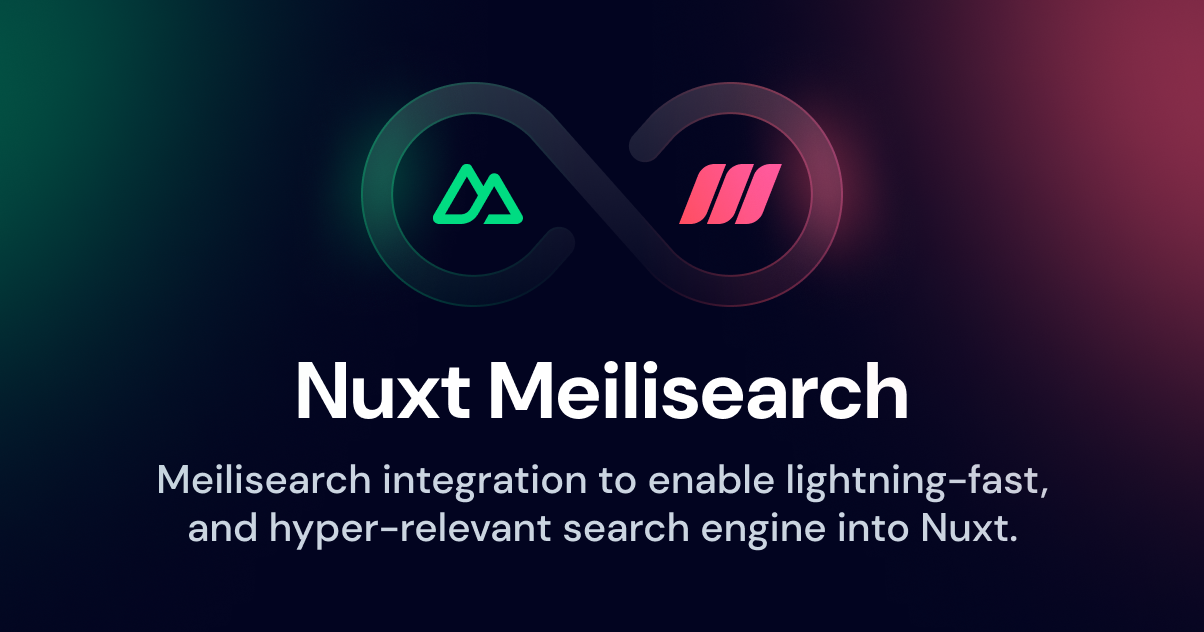 Nuxt Meilisearch
Meilisearch integration to enable lightning-fast,
and hyper-relevant search engine into Nuxt.